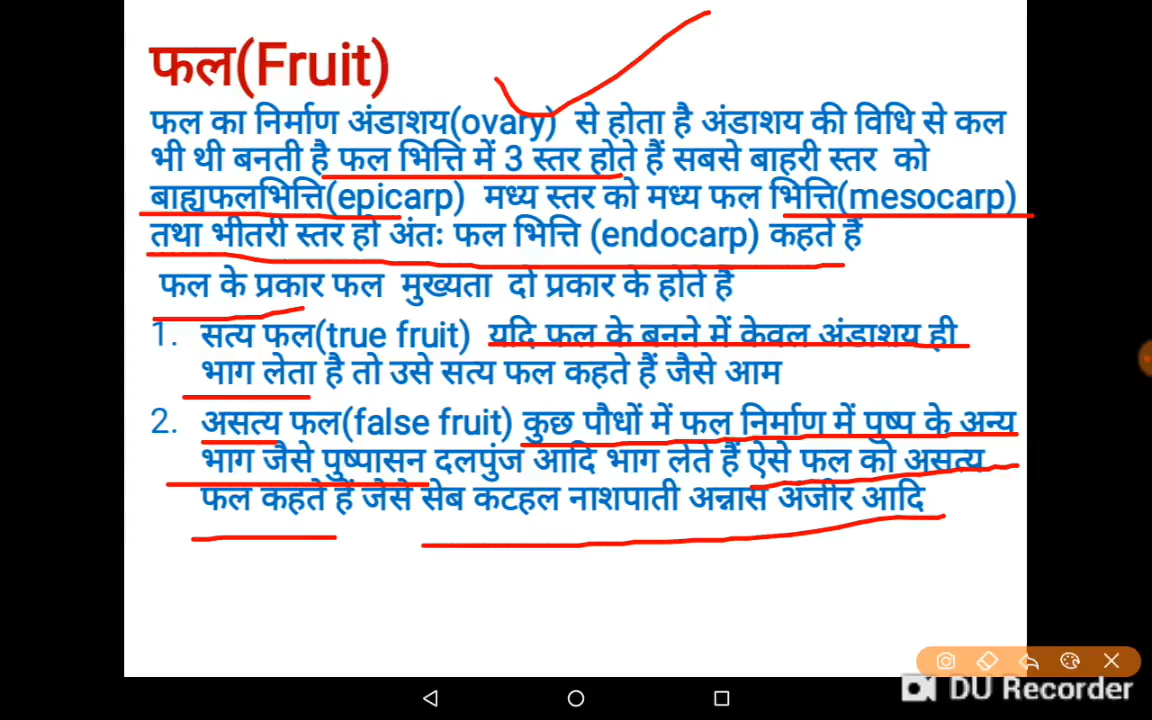 फल(Fruit)
फल का निर्माण अंडाशय(ovary) से होता है अंडाशय की विधि से कल
भी थी बनती है फल भित्ति में 3 स्तर होते हैं सबसे बाहरी स्तर को
बाह्यफलभित्ति(epicarp) मध्य स्तर को मध्य फल भित्ति(mesocarp)
तथा भीतरी स्तर हो अंतः फल भित्ति (endocarp) कहते हैं
फल के प्रकार फल मुख्यता दो प्रकार के होते हैं
1. सत्य फल(true fruit) यदि फल के बनने में केवल अंडाशय ही
भाग लेता है तो उसे सत्य फल कहते हैं जैसे आम
2. असत्य फल(false fruit) कुछ पौधों में फल निर्माण में पुष्प के अन्य
भाग जैसे पुष्पासन दलपुंज आदि भाग लेते हैं ऐसे फल को असत्य
फल कहते हैं जेसे सेब कटहल नाशपाती अन्नास अंजीर आदि
DU Recorder